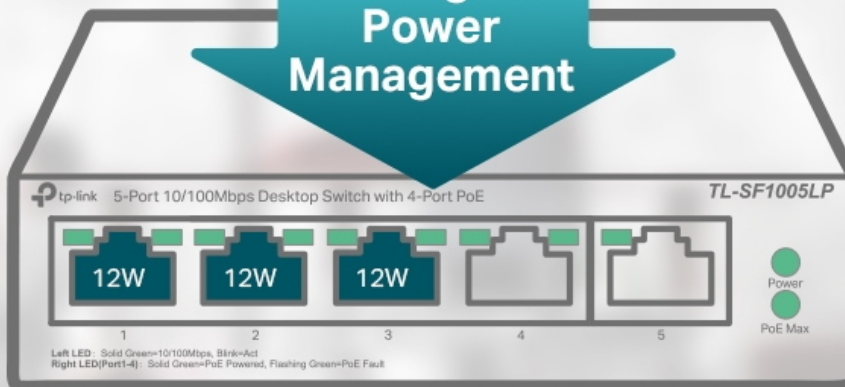 Power
Management
tp-link 5-Port 10/100Mbps Desktop Switch with 4-Port PoE
TL-SF1005LP
12W 12W 12W
1 2 3 4 5
Power
PoE Max
Left LED: Solid Green=10/100Mbps, Blink=Act
Right LED(Port1-4): Solid Green=PoE Powered, Flashing Green=PoE Fault